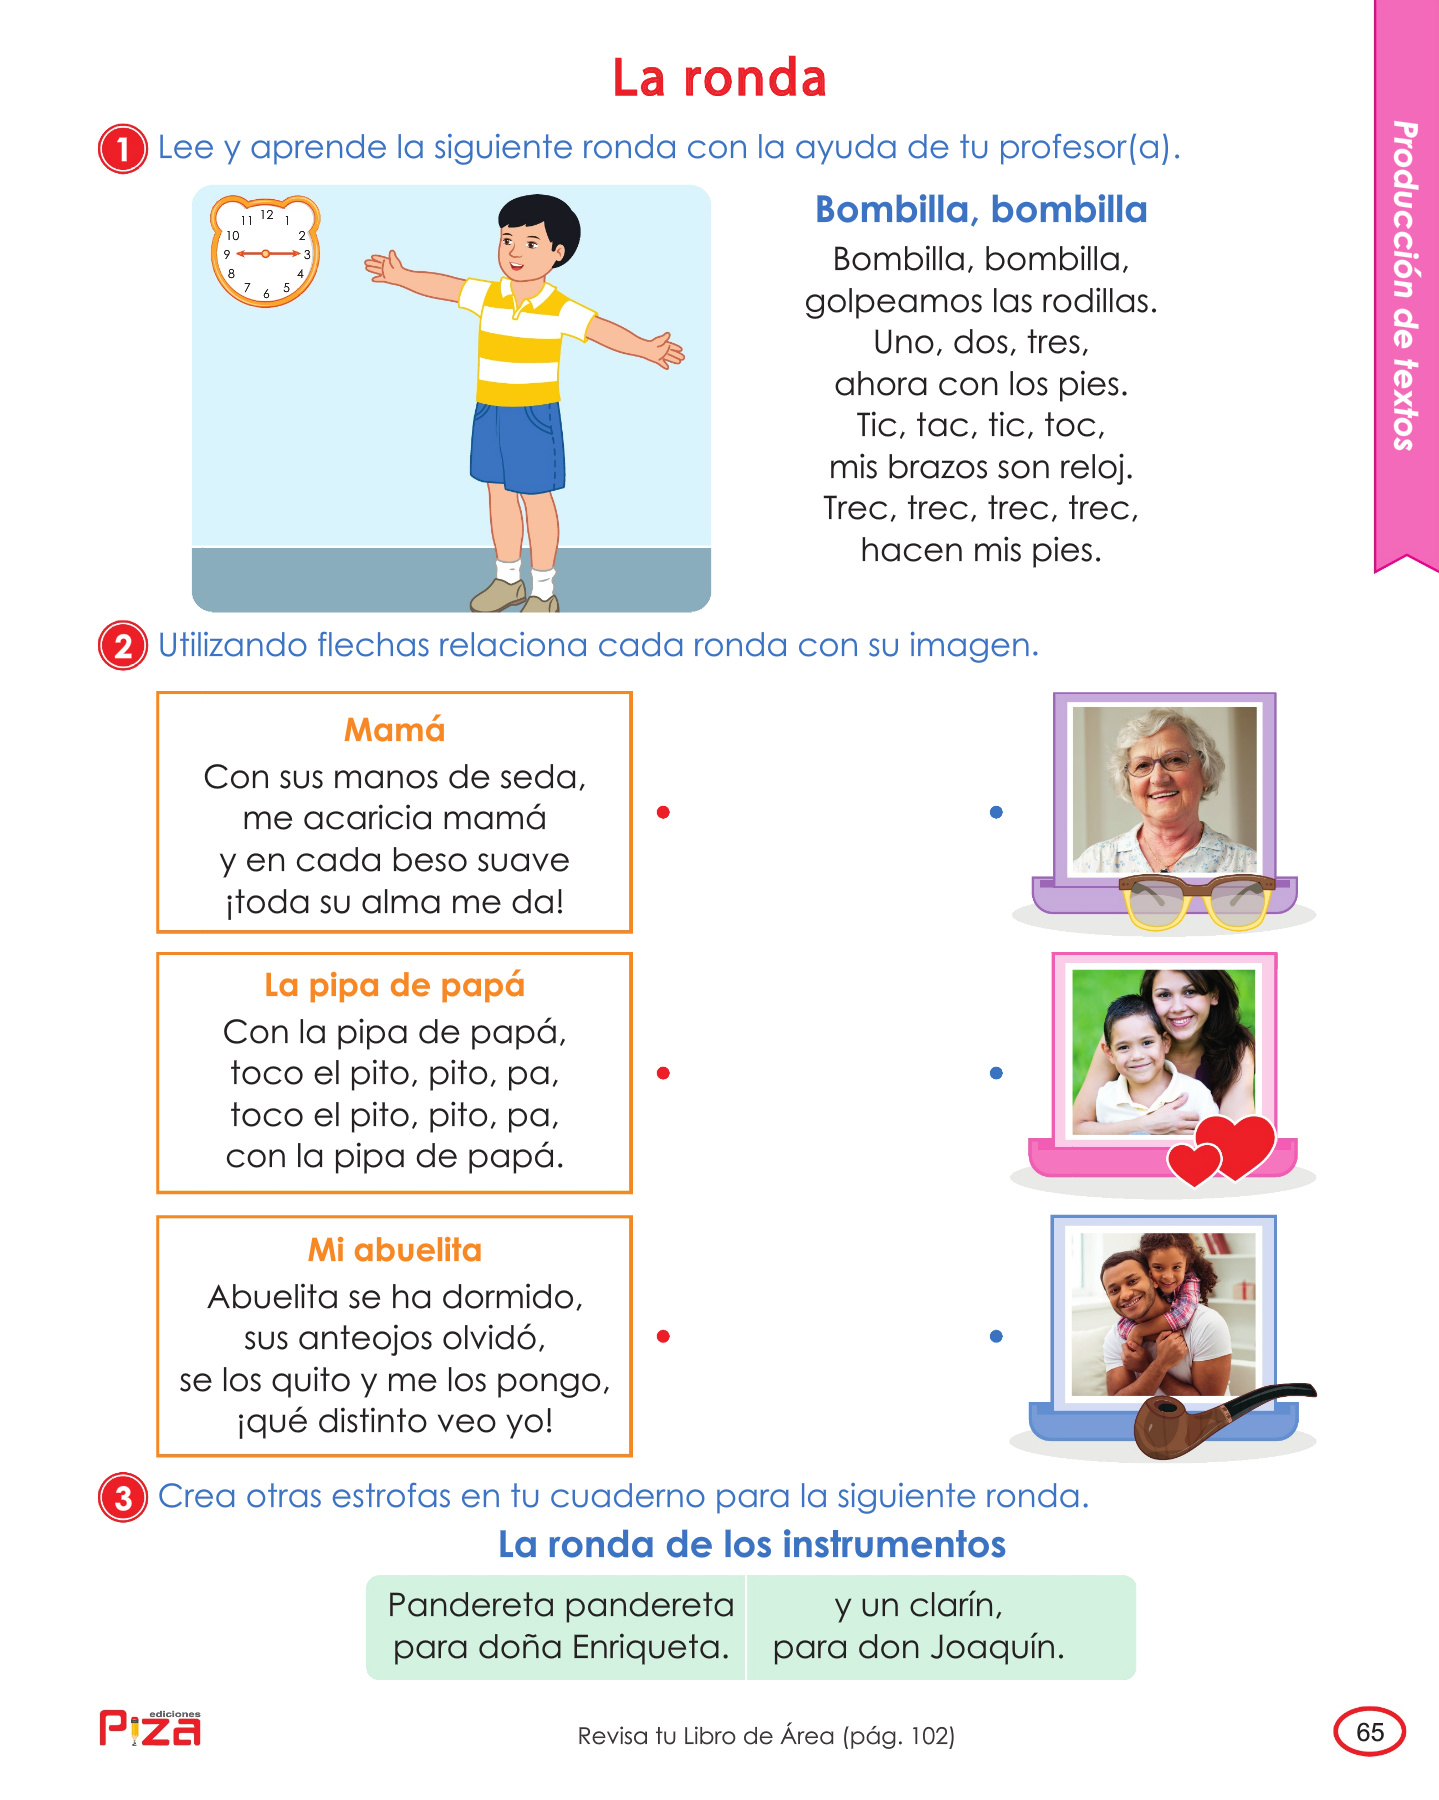 La ronda
Producción de textos
1 Lee y aprende la siguiente ronda con la ayuda de tu profesor(a).
12
11 1
10 2
9 3
8 4
7 5
6
Bombilla, bombilla
Bombilla, bombilla,
golpeamos las rodillas.
Uno, dos, tres,
ahora con los pies.
Tic, tac, tic, toc,
mis brazos son reloj.
Trec, trec, trec, trec,
hacen mis pies.
2 Utilizando flechas relaciona cada ronda con su imagen.
Mamá
Con sus manos de seda,
me acaricia mamá
y en cada beso suave
¡toda su alma me da!
La pipa de papá
Con la pipa de papá,
toco el pito, pito, pa,
toco el pito, pito, pa,
con la pipa de papá.
Mi abuelita
Abuelita se ha dormido,
sus anteojos olvidó,
se los quito y me los pongo,
¡qué distinto veo yo!
3 Crea otras estrofas en tu cuaderno para la siguiente ronda.
La ronda de los instrumentos
Pandereta pandereta
para doña Enriqueta.
y un clarín,
para don Joaquín.
ediciones
Piza
Revisa tu Libro de Área (pág. 102)
65